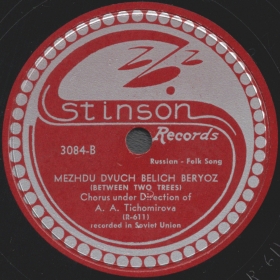 Stinson
Records
3084-B
Russian - Folk Song
MEZHDU DVUCH BELICH BERYOZ
(BETWEEN TWO TREES)
Chorus under Direction of
A. A. Tichomirova
(R-611)
recorded in Soviet Union